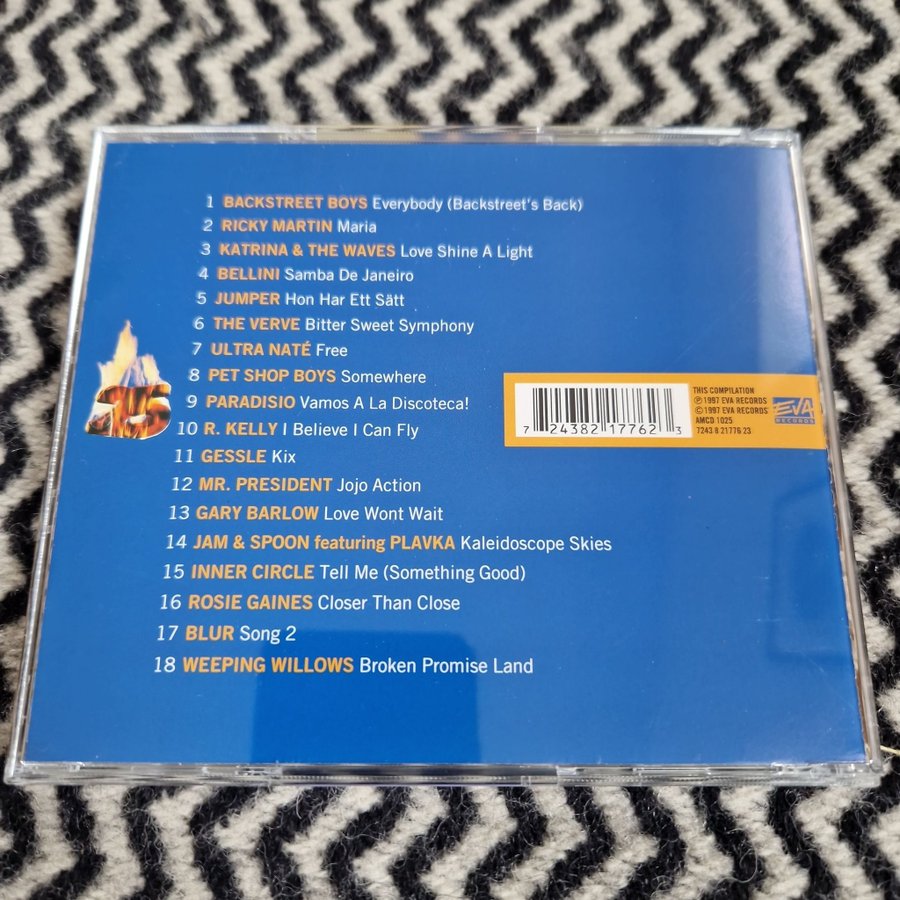 1 BACKSTREET BOYS Everybody (Backstreet's Back)
2 RICKY MARTIN Maria
3 KATRINA & THE WAVES Love Shine A Light
4 BELLINI Samba De Janeiro
5 JUMPER Hon Har Ett Sätt
6 THE VERVE Bitter Sweet Symphony
7 ULTRA NATÉ Free
8 PET SHOP BOYS Somewhere
9 PARADISIO Vamos A La Discoteca!
10 R. KELLY I Believe I Can Fly
11 GESSLE Kix
12 MR. PRESIDENT Jojo Action
13 GARY BARLOW Love Wont Wait
14 JAM & SPOON featuring PLAVKA Kaleidoscope Skies
15 INNER CIRCLE Tell Me (Something Good)
16 ROSIE GAINES Closer Than Close
17 BLUR Song 2
18 WEEPING WILLOWS Broken Promise Land
7 24382 17762 3
THIS COMPILATION
℗ 1997 EVA RECORDS
© 1997 EVA RECORDS
AMCD 1025
7243 8 21776 23
EVA
RECORDS